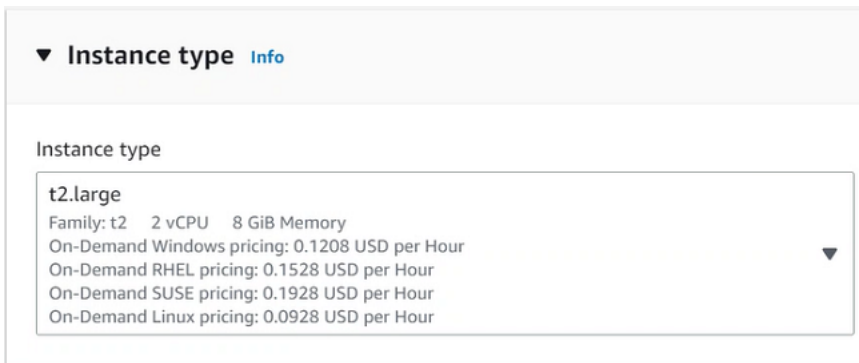 Instance type Info
Instance type
t2.large
Family: t2 2 vCPU 8 GiB Memory
On-Demand Windows pricing: 0.1208 USD per Hour
On-Demand RHEL pricing: 0.1528 USD per Hour
On-Demand SUSE pricing: 0.1928 USD per Hour
On-Demand Linux pricing: 0.0928 USD per Hour